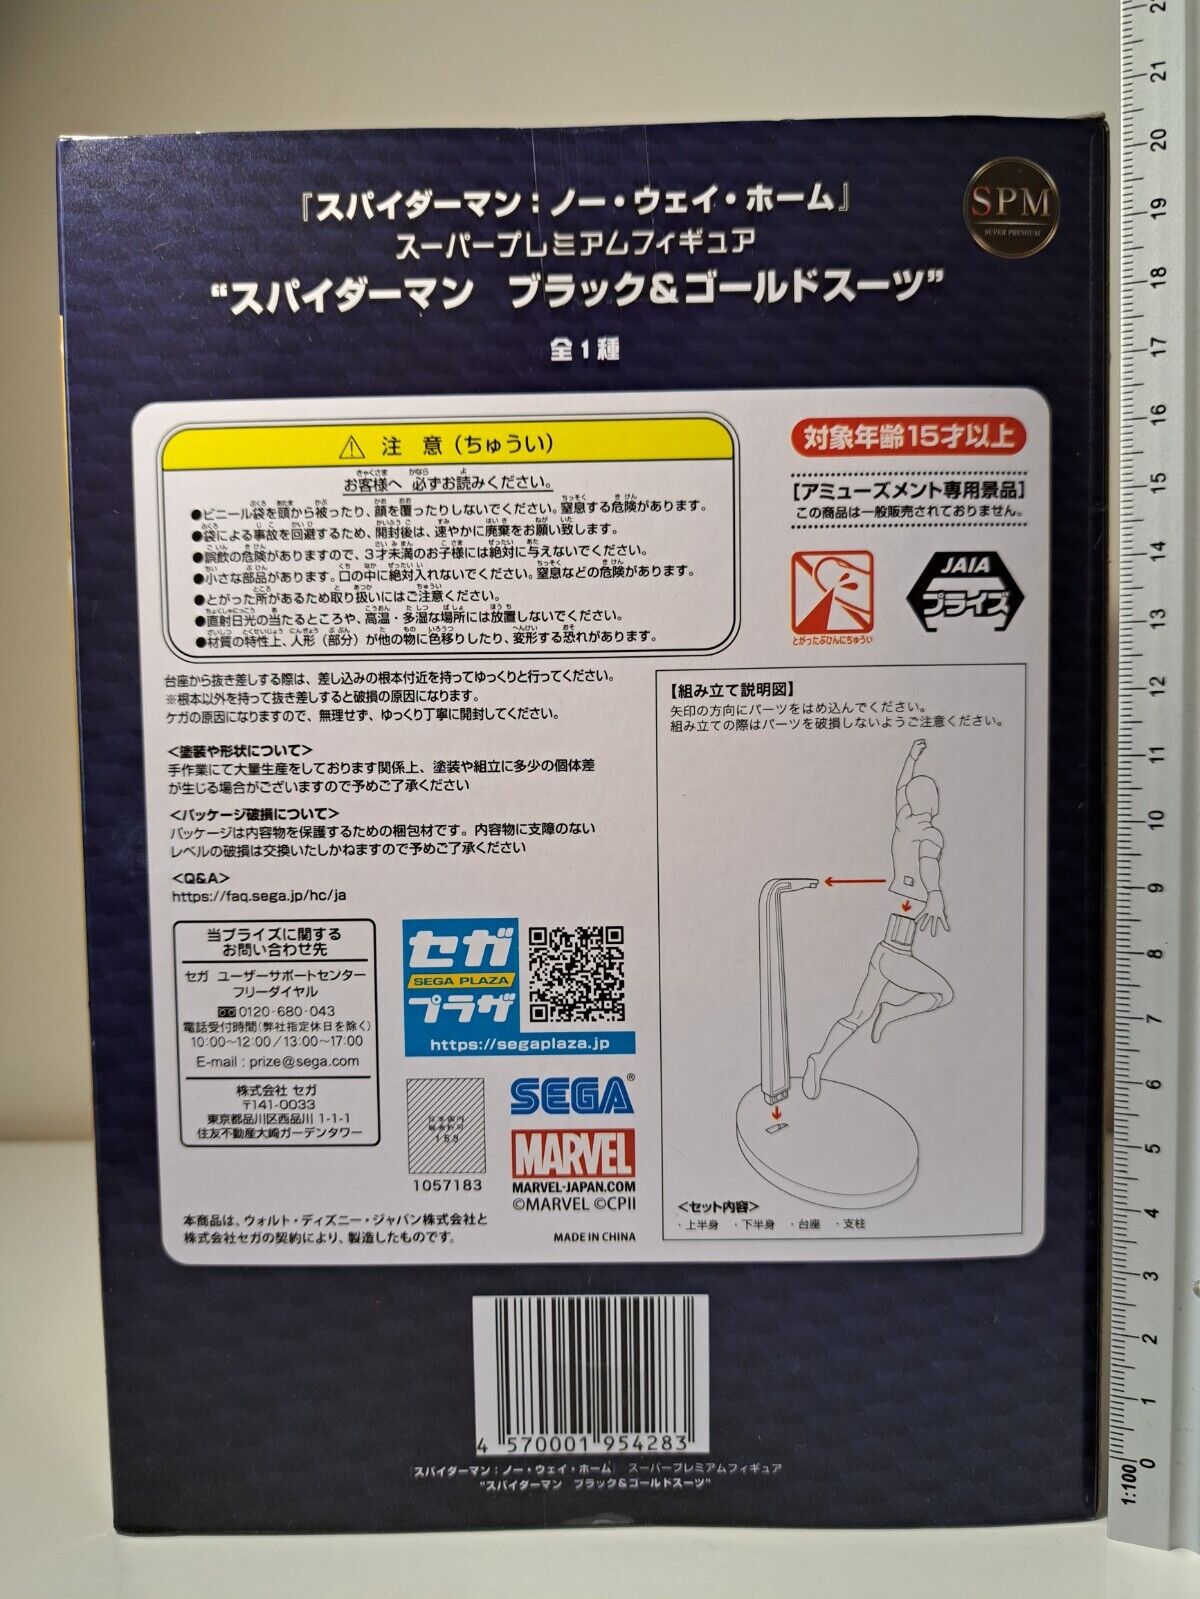 『スパイダーマン：ノー・ウェイ・ホーム』
スーパープレミアムフィギュア
“スパイダーマン ブラック&ゴールドスーツ”
全1種
SPM
SUPER PREMIUM
⚠ 注 意（ちゅうい）
お客様へ 必ずお読みください。
●ビニール袋を頭から被ったり、顔を覆ったりしないでください。窒息する危険があります。
●袋による事故を回避するため、開封後は、速やかに廃棄をお願い致します。
●誤飲の危険がありますので、3才未満のお子様には絶対に与えないでください。
●小さな部品があります。口の中に絶対入れないでください。窒息などの危険があります。
●とがった所があるため取り扱いにはご注意ください。
●直射日光の当たるところや、高温・多湿な場所には放置しないでください。
●材質の特性上、人形（部分）が他の物に色移りしたり、変形する恐れがあります。
対象年齢15才以上
【アミューズメント専用景品】
この商品は一般販売されておりません。
とがったぶひんにちゅうい
JAIA
プライズ
台座から抜き差しする際は、差し込みの根本付近を持ってゆっくりと行ってください。
※根本以外を持って抜き差しすると破損の原因になります。
ケガの原因になりますので、無理せず、ゆっくり丁寧に開封してください。
<塗装や形状について>
手作業にて大量生産をしております関係上、塗装や組立に多少の個体差
が生じる場合がございますので予めご了承ください
<パッケージ破損について>
パッケージは内容物を保護するための梱包材です。内容物に支障のない
レベルの破損は交換いたしかねますので予めご了承ください
<Q&A>
https://faq.sega.jp/hc/ja
当プライズに関する
お問い合わせ先
セガ ユーザーサポートセンター
フリーダイヤル
0120-680-043
電話受付時間（弊社指定休日を除く）
10:00～12:00／13:00～17:00
E-mail : prize@sega.com
株式会社 セガ
〒141-0033
東京都品川区西品川 1-1-1
住友不動産大崎ガーデンタワー
セガ
SEGA PLAZA
プラザ
https://segaplaza.jp
1057183
SEGA®
MARVEL
MARVEL-JAPAN.COM
©MARVEL ©CPII
MADE IN CHINA
本商品は、ウォルト・ディズニー・ジャパン株式会社と
株式会社セガの契約により、製造したものです。
【組み立て説明図】
矢印の方向にパーツをはめ込んでください。
組み立ての際はパーツを破損しないようご注意ください。
<セット内容>
・上半身 ・下半身 ・台座 ・支柱
4 570001 954283
『スパイダーマン：ノー・ウェイ・ホーム』 スーパープレミアムフィギュア
“スパイダーマン ブラック&ゴールドスーツ”
21
20
19
18
17
16
15
14
13
12
11
10
9
8
7
6
5
4
3
2
1
0
1:100